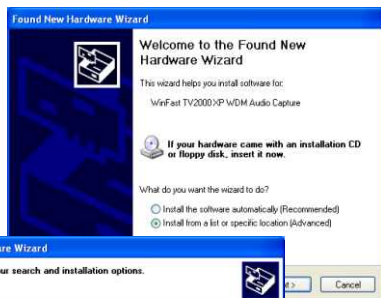 Found New Hardware Wizard
Welcome to the Found New
Hardware Wizard
This wizard helps you install software for:
WinFast TV2000 XP WDM Audio Capture
If your hardware came with an installation CD
or floppy disk, insert it now.
What do you want the wizard to do?
Install the software automatically (Recommended)
Install from a list or specific location (Advanced)
Wizard
search and installation options.
Cancel